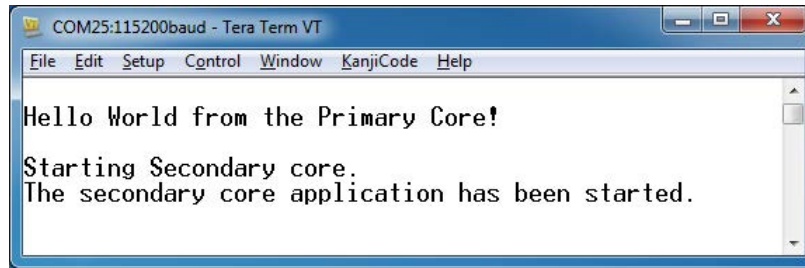 COM25:115200baud - Tera Term VT
File Edit Setup Control Window KanjiCode Help
Hello World from the Primary Core!
Starting Secondary core.
The secondary core application has been started.